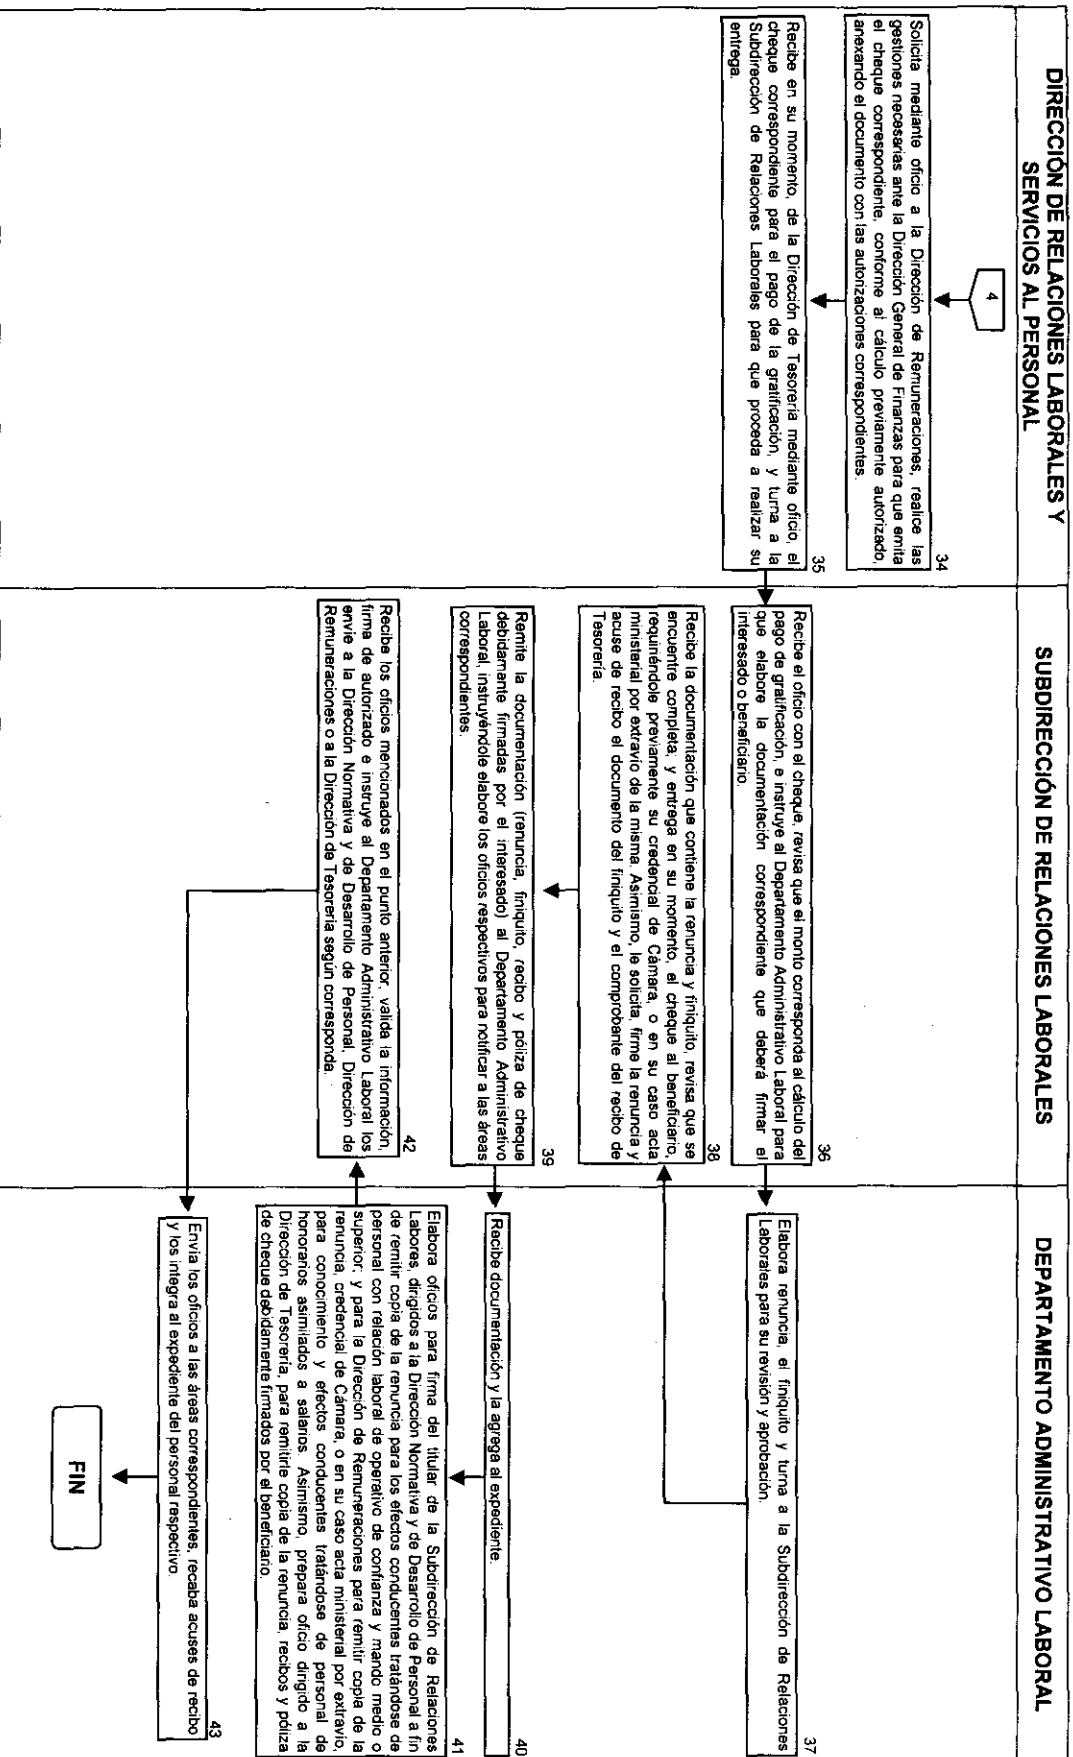 DIRECCIÓN DE RELACIONES LABORALES Y
SERVICIOS AL PERSONAL
4
34
Solicita mediante oficio a la Dirección de Remuneraciones, realice las
gestiones necesarias ante la Dirección General de Finanzas para que emita
el cheque correspondiente, conforme al cálculo previamente autorizado,
anexando el documento con las autorizaciones correspondientes.
35
Recibe en su momento, de la Dirección de Tesorería mediante oficio, el
cheque correspondiente para el pago de la gratificación, y turna a la
Subdirección de Relaciones Laborales para que proceda a realizar su
entrega.
SUBDIRECCIÓN DE RELACIONES LABORALES
36
Recibe el oficio con el cheque, revisa que el monto corresponda al cálculo del
pago de gratificación, e instruye al Departamento Administrativo Laboral para
que elabore la documentación correspondiente que deberá firmar el
interesado o beneficiario.
38
Recibe la documentación que contiene la renuncia y finiquito, revisa que se
encuentre completa, y entrega en su momento, el cheque al beneficiario,
requiriéndole previamente su credencial de Cámara, o en su caso acta
ministerial por extravío de la misma. Asimismo, le solicita, firme la renuncia y
acuse de recibo el documento del finiquito y el comprobante del recibo de
Tesorería.
39
Remite la documentación (renuncia, finiquito, recibo y póliza de cheque
debidamente firmadas por el interesado) al Departamento Administrativo
Laboral, instruyéndole elabore los oficios respectivos para notificar a las áreas
correspondientes.
42
Recibe los oficios mencionados en el punto anterior, valida la información,
firma de autorizado e instruye al Departamento Administrativo Laboral los
envíe a la Dirección Normativa y de Desarrollo de Personal, Dirección de
Remuneraciones o a la Dirección de Tesorería según corresponda.
DEPARTAMENTO ADMINISTRATIVO LABORAL
37
Elabora renuncia, el finiquito y turna a la Subdirección de Relaciones
Laborales para su revisión y aprobación.
40
Recibe documentación y la agrega al expediente.
41
Elabora oficios para firma del titular de la Subdirección de Relaciones
Labores, dirigidos a la Dirección Normativa y de Desarrollo de Personal a fin
de remitir copia de la renuncia para los efectos conducentes tratándose de
personal con relación laboral de operativo de confianza y mando medio o
superior; y para la Dirección de Remuneraciones para remitir copia de la
renuncia, credencial de Cámara, o en su caso acta ministerial por extravío,
para conocimiento y efectos conducentes tratándose de personal de
honorarios asimilados a salarios. Asimismo, prepara oficio dirigido a la
Dirección de Tesorería, para remitirle copia de la renuncia, recibos y póliza
de cheque debidamente firmados por el beneficiario.
43
Envía los oficios a las áreas correspondientes, recaba acuses de recibo
y los integra al expediente del personal respectivo.
FIN